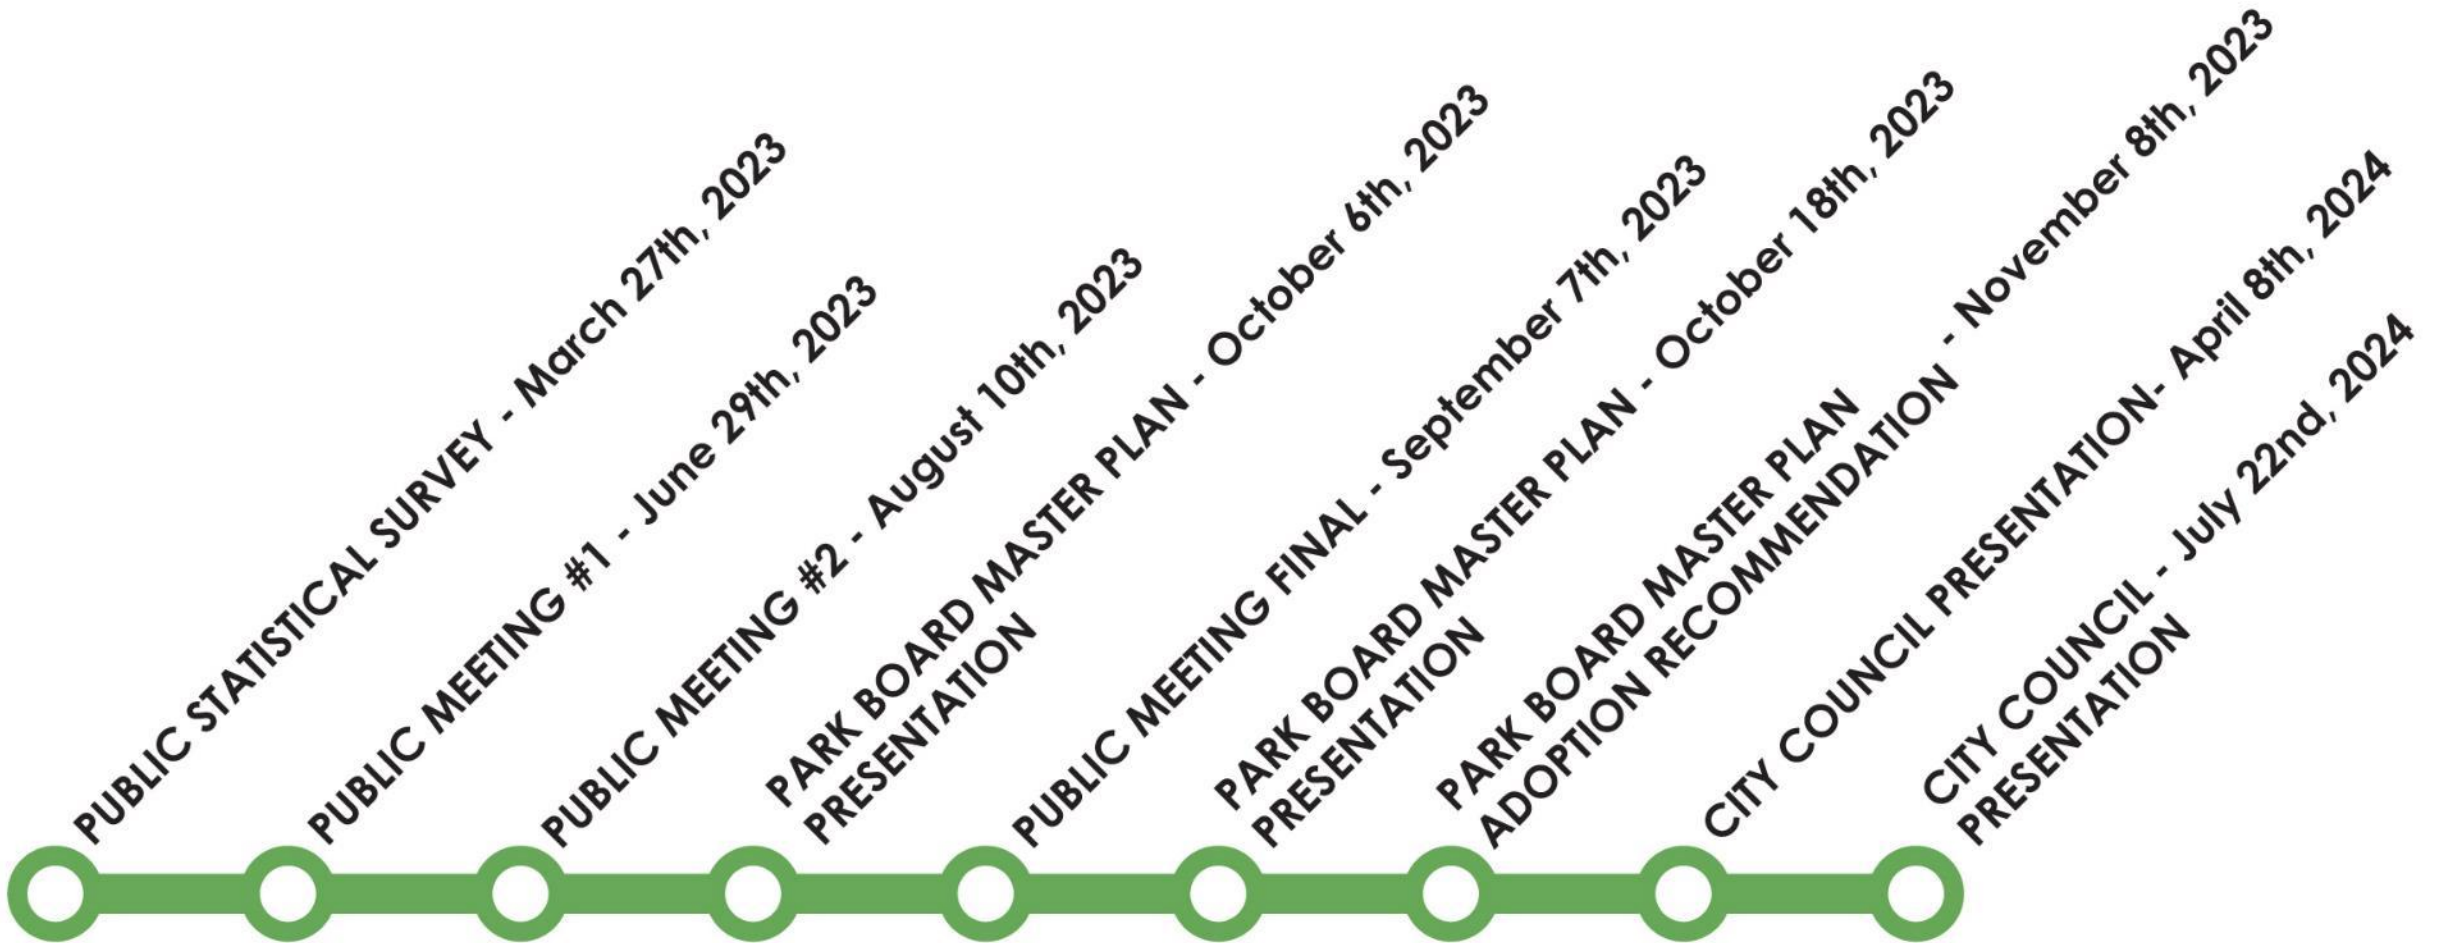 PUBLIC STATISTICAL SURVEY - March 27th, 2023
PUBLIC MEETING #1 - June 29th, 2023
PUBLIC MEETING #2 - August 10th, 2023
PARK BOARD MASTER PLAN - October 6th, 2023
PRESENTATION
PUBLIC MEETING FINAL - September 7th, 2023
PARK BOARD MASTER PLAN - October 18th, 2023
PRESENTATION
PARK BOARD MASTER PLAN
ADOPTION RECOMMENDATION - November 8th, 2023
CITY COUNCIL PRESENTATION- April 8th, 2024
CITY COUNCIL - July 22nd, 2024
PRESENTATION